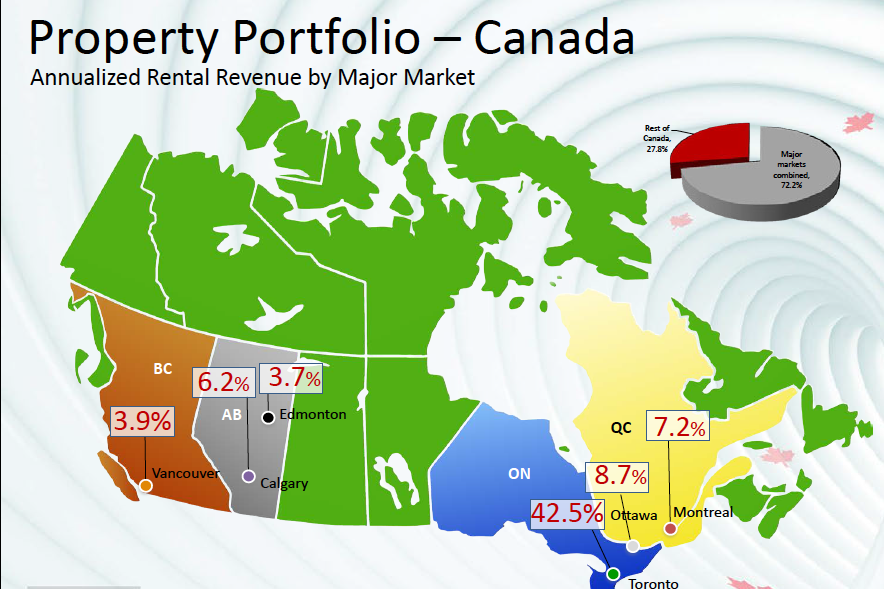 Property Portfolio – Canada
Annualized Rental Revenue by Major Market
Rest of
Canada,
27.8%
Major
markets
combined,
72.2%
BC
6.2%
3.7%
AB
Edmonton
3.9%
QC
7.2%
Vancouver
Calgary
ON
8.7%
42.5%
Ottawa
Montreal
Toronto